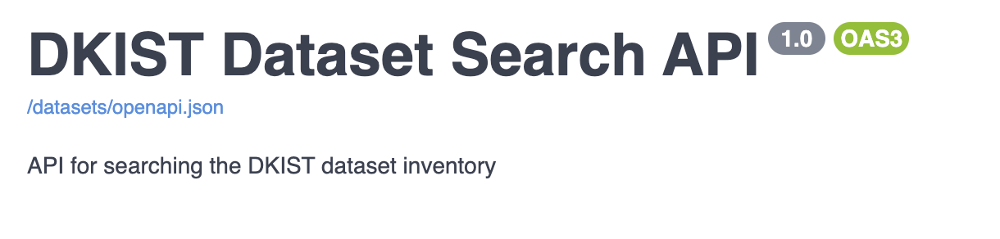 DKIST Dataset Search API 1.0 OAS3
/datasets/openapi.json
API for searching the DKIST dataset inventory